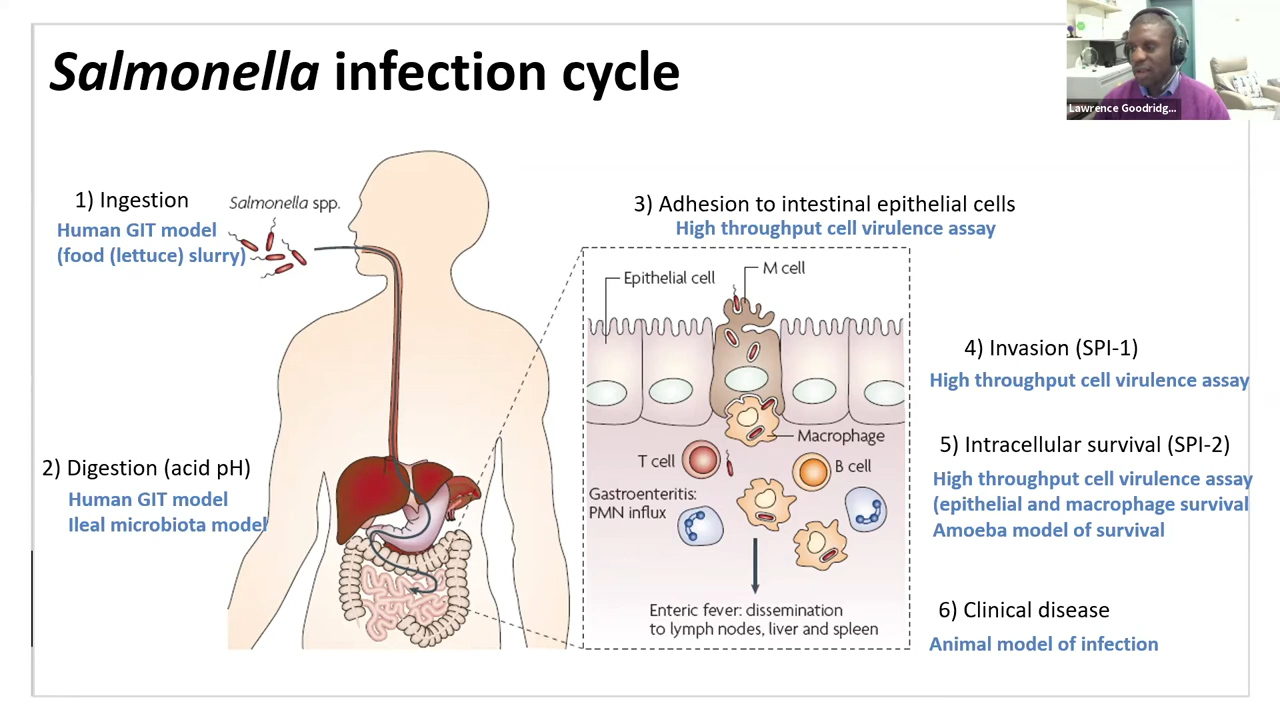 Salmonella infection cycle
Lawrence Goodridg...
1) Ingestion
Human GIT model
(food (lettuce) slurry)
Salmonella spp.
2) Digestion (acid pH)
Human GIT model
Ileal microbiota model
3) Adhesion to intestinal epithelial cells
High throughput cell virulence assay
Epithelial cell
M cell
Macrophage
T cell
B cell
Gastroenteritis:
PMN influx
Enteric fever: dissemination
to lymph nodes, liver and spleen
4) Invasion (SPI-1)
High throughput cell virulence assay
5) Intracellular survival (SPI-2)
High throughput cell virulence assay
(epithelial and macrophage survival
Amoeba model of survival
6) Clinical disease
Animal model of infection